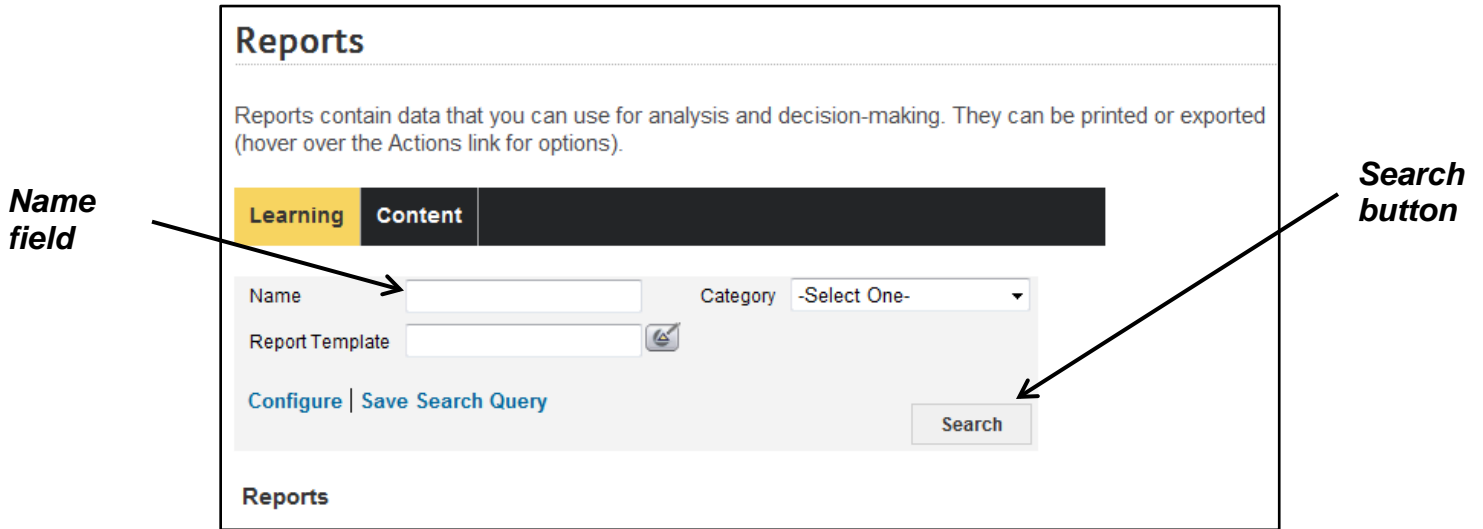 Reports
Reports contain data that you can use for analysis and decision-making. They can be printed or exported
(hover over the Actions link for options).
Name
field
Search
button
Learning Content
Name Category -Select One-
Report Template
Configure | Save Search Query
Search
Reports